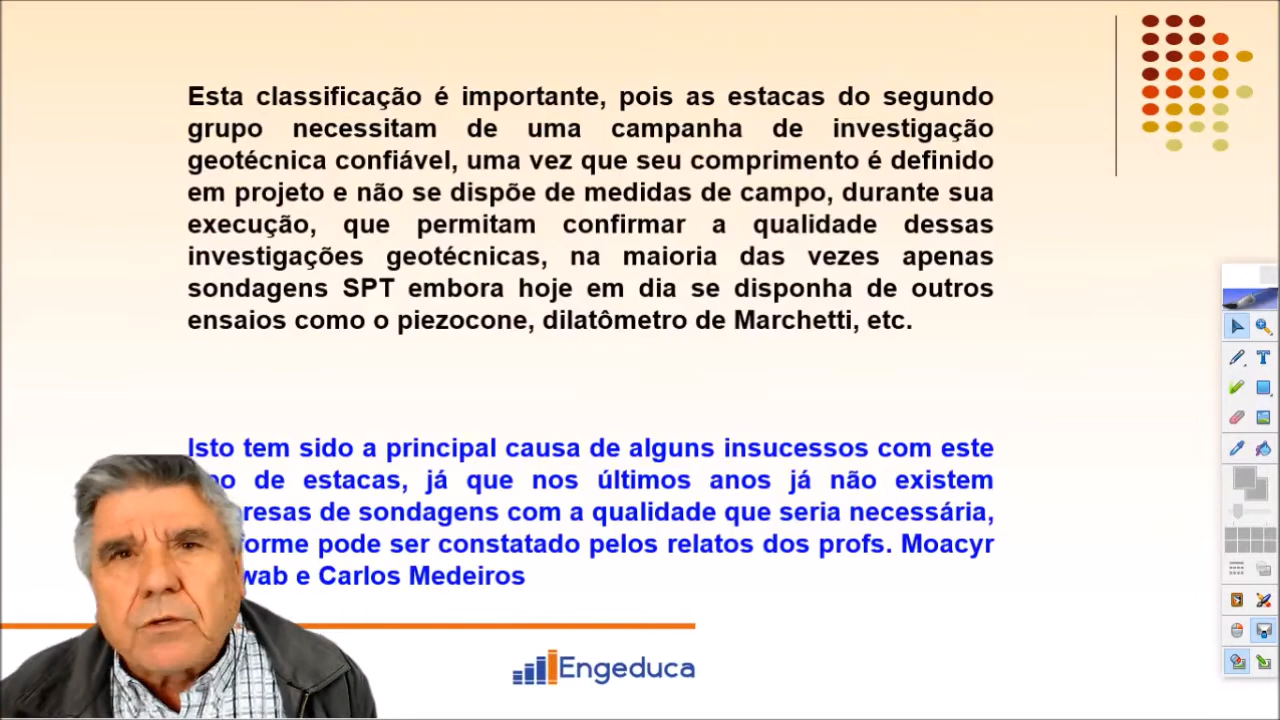 Esta classificação é importante, pois as estacas do segundo
grupo necessitam de uma campanha de investigação
geotécnica confiável, uma vez que seu comprimento é definido
em projeto e não se dispõe de medidas de campo, durante sua
execução, que permitam confirmar a qualidade dessas
investigações geotécnicas, na maioria das vezes apenas
sondagens SPT embora hoje em dia se disponha de outros
ensaios como o piezocone, dilatômetro de Marchetti, etc.
Isto tem sido a principal causa de alguns insucessos com este
de estacas, já que nos últimos anos já não existem
de sondagens com a qualidade que seria necessária,
pode ser constatado pelos relatos dos profs. Moacyr
e Carlos Medeiros
Engeduca